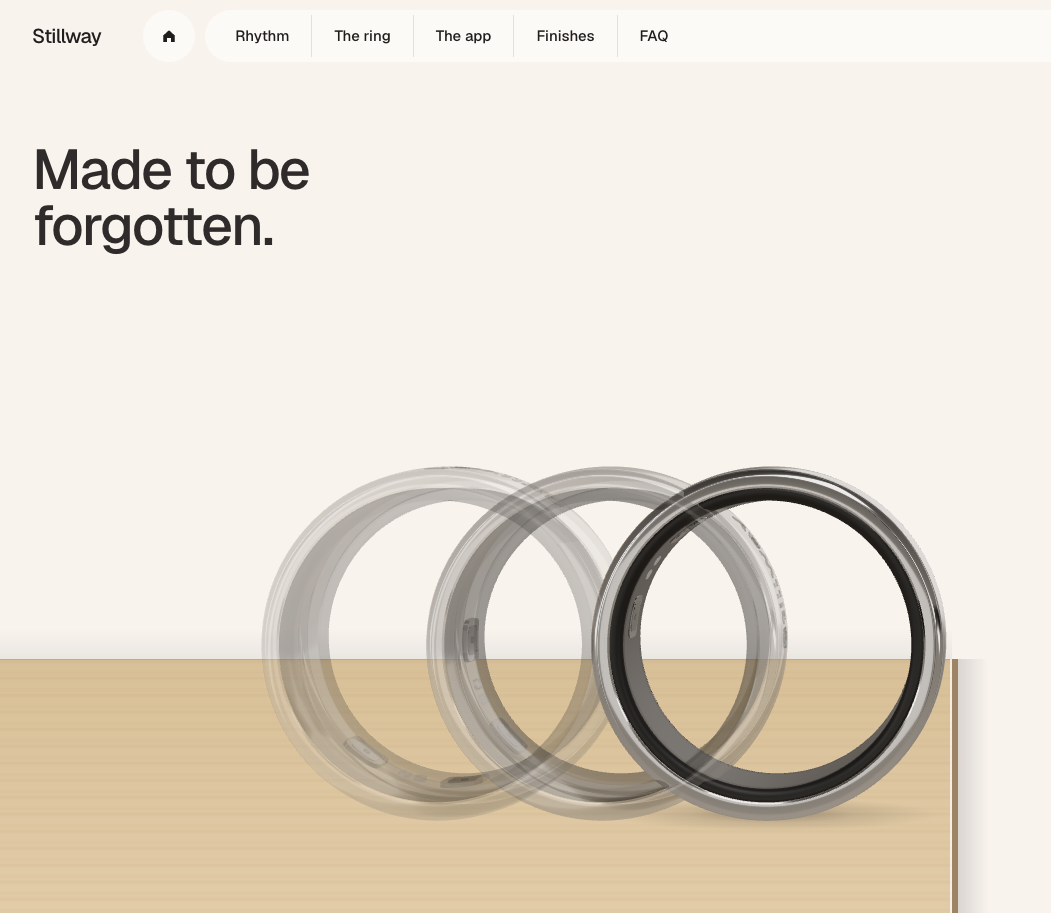 Stillway
Rhythm
The ring
The app
Finishes
FAQ
Made to be
forgotten.